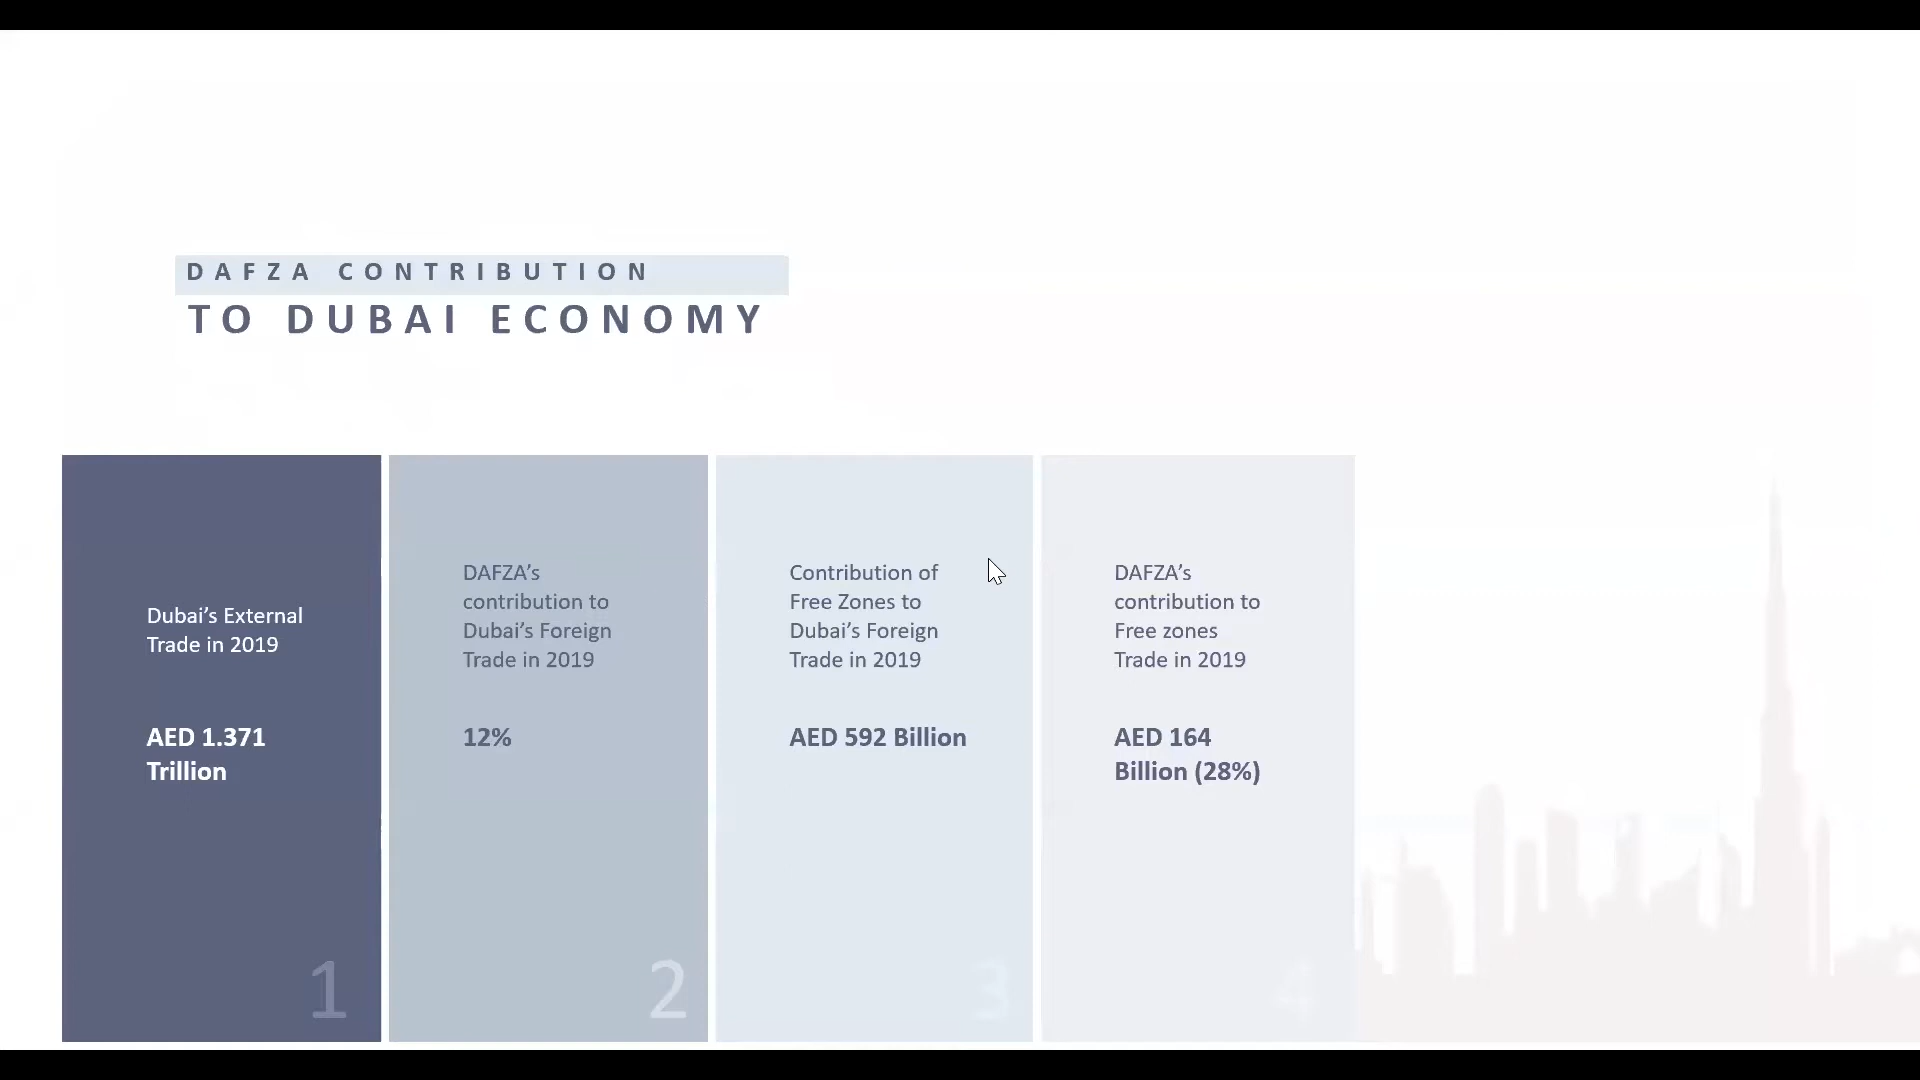 DAFZA CONTRIBUTION
TO DUBAI ECONOMY
Dubai’s External
Trade in 2019
AED 1.371
Trillion
1
DAFZA’s
contribution to
Dubai’s Foreign
Trade in 2019
12%
2
Contribution of
Free Zones to
Dubai’s Foreign
Trade in 2019
AED 592 Billion
3
DAFZA’s
contribution to
Free zones
Trade in 2019
AED 164
Billion (28%)
4